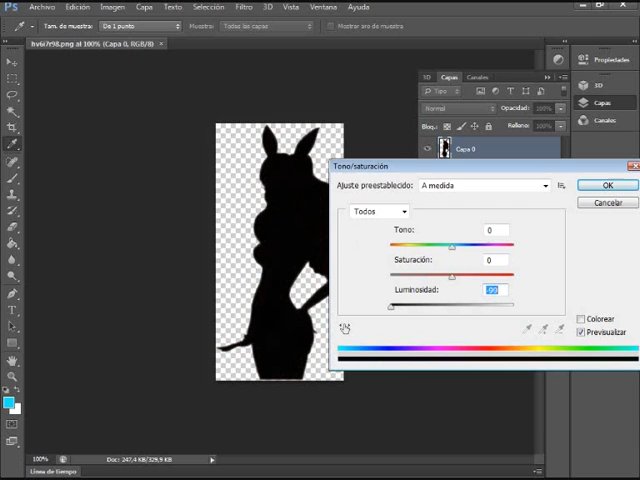 Ps Archivo Edición Imagen Capa Texto Selección Filtro 3D Vista Ventana Ayuda
Tam. de muestra: De 1 punto Muestra: Todas las capas Mostrar aro de muestra
hv6i7r98.png al 100% (Capa 0, RGB/8) ×
3D Capas Canales
Tipo
Normal Opacidad: 100%
Bloq.: Relleno: 100%
Capa 0
Propiedades
3D
Capas
Canales
Tono/saturación
Ajuste preestablecido: A medida
OK
Cancelar
Todos
Tono: 0
Saturación: 0
Luminosidad: -99
Colorear
Previsualizar
100% Doc: 247,4 KB/329,9 KB
Línea de tiempo